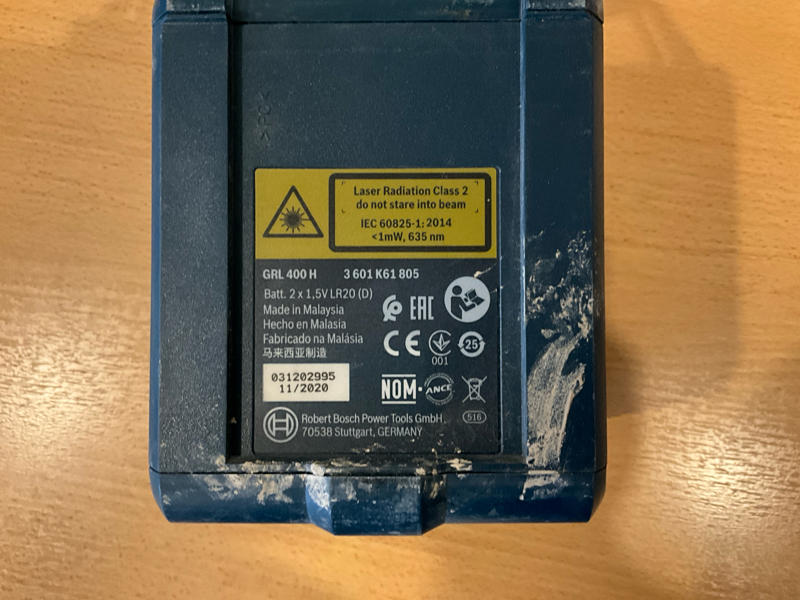 >PC<
Laser Radiation Class 2
do not stare into beam
IEC 60825-1: 2014
<1mW, 635 nm
GRL 400 H 3 601 K61 805
Batt. 2 x 1,5V LR20 (D)
Made in Malaysia
Hecho en Malasia
Fabricado na Malásia
马来西亚制造
EAC
CE
001
25
031202995
11/2020
NOM
ANCE
Robert Bosch Power Tools GmbH
516
70538 Stuttgart, GERMANY